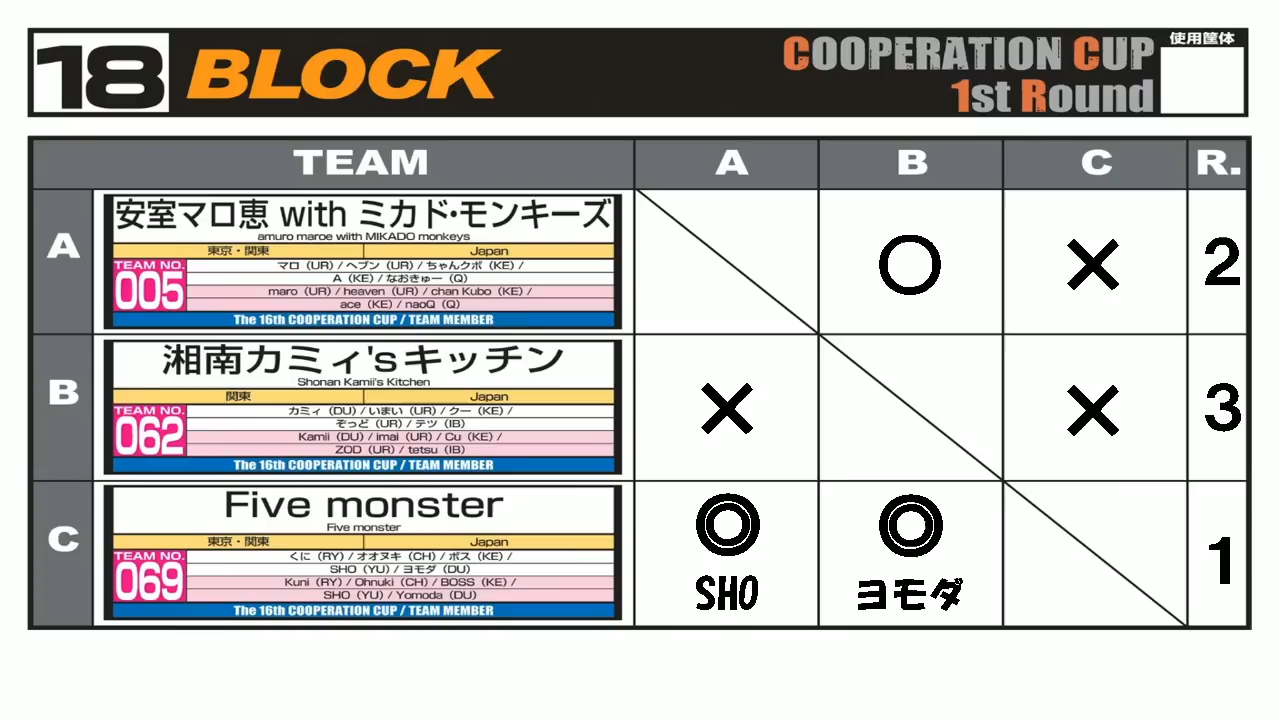 18 BLOCK
COOPERATION CUP
1st Round
使用筐体
TEAM A B C R.
A
安室マロ恵 with ミカド・モンキーズ
amuro maroe wiith MIKADO monkeys
東京・関東 Japan
TEAM NO.
005
マロ（UR）/ ヘブン（UR）/ ちゃんクボ（KE）/
A（KE）/ なおきゅー（Q）
maro（UR）/ heaven（UR）/ chan Kubo（KE）/
ace（KE）/ naoQ（Q）
The 16th COOPERATION CUP / TEAM MEMBER
○ × 2
B
湘南カミィ'sキッチン
Shonan Kamii's Kitchen
関東 Japan
TEAM NO.
062
カミィ（DU）/ いまい（UR）/ クー（KE）/
ぞっど（UR）/ テツ（IB）
Kamii（DU）/ imai（UR）/ Cu（KE）/
ZOD（UR）/ tetsu（IB）
The 16th COOPERATION CUP / TEAM MEMBER
× × 3
C
Five monster
Five monster
東京・関東 Japan
TEAM NO.
069
くに（RY）/ オオヌキ（CH）/ ボス（KE）/
SHO（YU）/ ヨモダ（DU）
Kuni（RY）/ Ohnuki（CH）/ BOSS（KE）/
SHO（YU）/ Yomoda（DU）
The 16th COOPERATION CUP / TEAM MEMBER
◎ ◎ 1
SHO ヨモダ